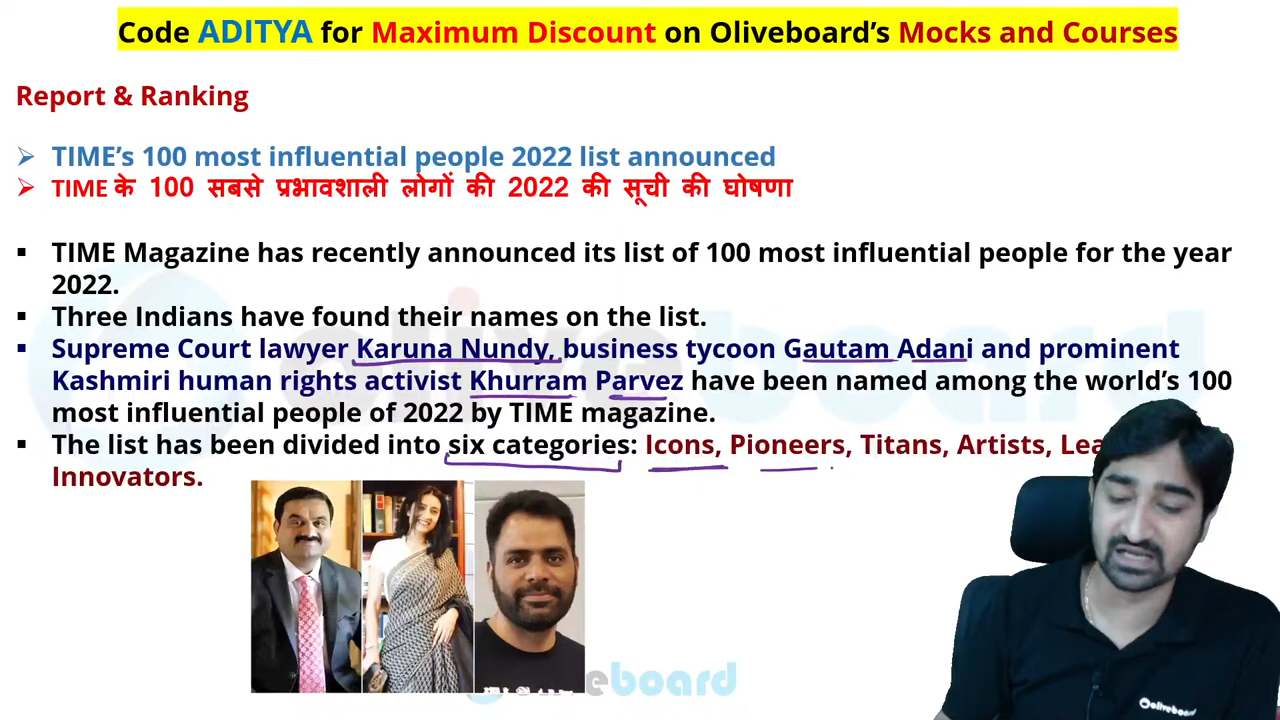 Code ADITYA for Maximum Discount on Oliveboard's Mocks and Courses
Report & Ranking
TIME's 100 most influential people 2022 list announced
TIME के 100 सबसे प्रभावशाली लोगों की 2022 की सूची की घोषणा
TIME Magazine has recently announced its list of 100 most influential people for the year
2022.
Three Indians have found their names on the list.
Supreme Court lawyer Karuna Nundy, business tycoon Gautam Adani and prominent
Kashmiri human rights activist Khurram Parvez have been named among the world's 100
most influential people of 2022 by TIME magazine.
The list has been divided into six categories: Icons, Pioneers, Titans, Artists,
Innovators.
oliveboard
eboard
oliveboard